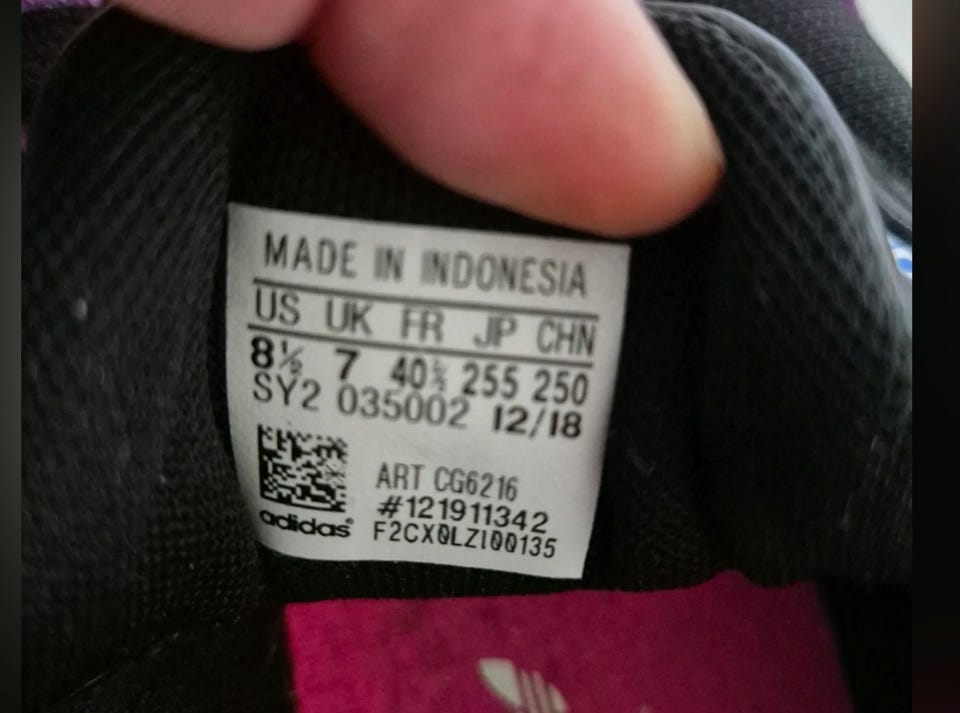 MADE IN INDONESIA
US UK FR JP CHN
8½ 7 40⅔ 255 250
SY2 035002 12/18
ART CG6216
#121911342
adidas® F2CX0LZI00135